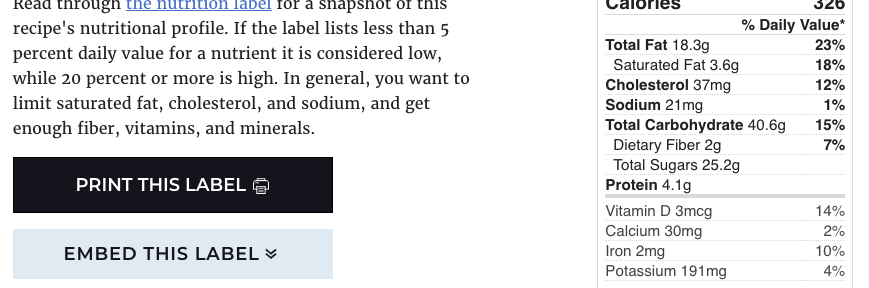 Read through the nutrition label for a snapshot of this
recipe's nutritional profile. If the label lists less than 5
percent daily value for a nutrient it is considered low,
while 20 percent or more is high. In general, you want to
limit saturated fat, cholesterol, and sodium, and get
enough fiber, vitamins, and minerals.
PRINT THIS LABEL
EMBED THIS LABEL
Calories 326
% Daily Value*
Total Fat 18.3g 23%
Saturated Fat 3.6g 18%
Cholesterol 37mg 12%
Sodium 21mg 1%
Total Carbohydrate 40.6g 15%
Dietary Fiber 2g 7%
Total Sugars 25.2g
Protein 4.1g
Vitamin D 3mcg 14%
Calcium 30mg 2%
Iron 2mg 10%
Potassium 191mg 4%